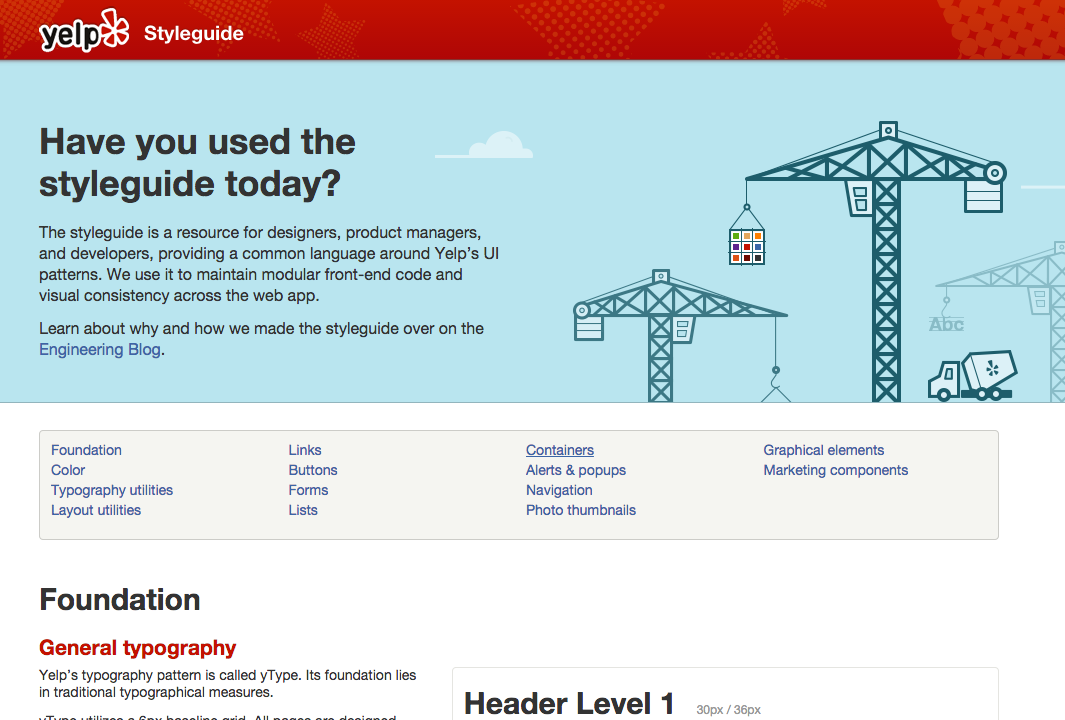 yelp Styleguide
Have you used the
styleguide today?
The styleguide is a resource for designers, product managers,
and developers, providing a common language around Yelp's UI
patterns. We use it to maintain modular front-end code and
visual consistency across the web app.
Learn about why and how we made the styleguide over on the
Engineering Blog.
Abc
Foundation
Color
Typography utilities
Layout utilities
Links
Buttons
Forms
Lists
Containers
Alerts & popups
Navigation
Photo thumbnails
Graphical elements
Marketing components
Foundation
General typography
Yelp's typography pattern is called yType. Its foundation lies
in traditional typographical measures.
yType utilizes a 6px baseline grid. All pages are designed
Header Level 1 30px / 36px